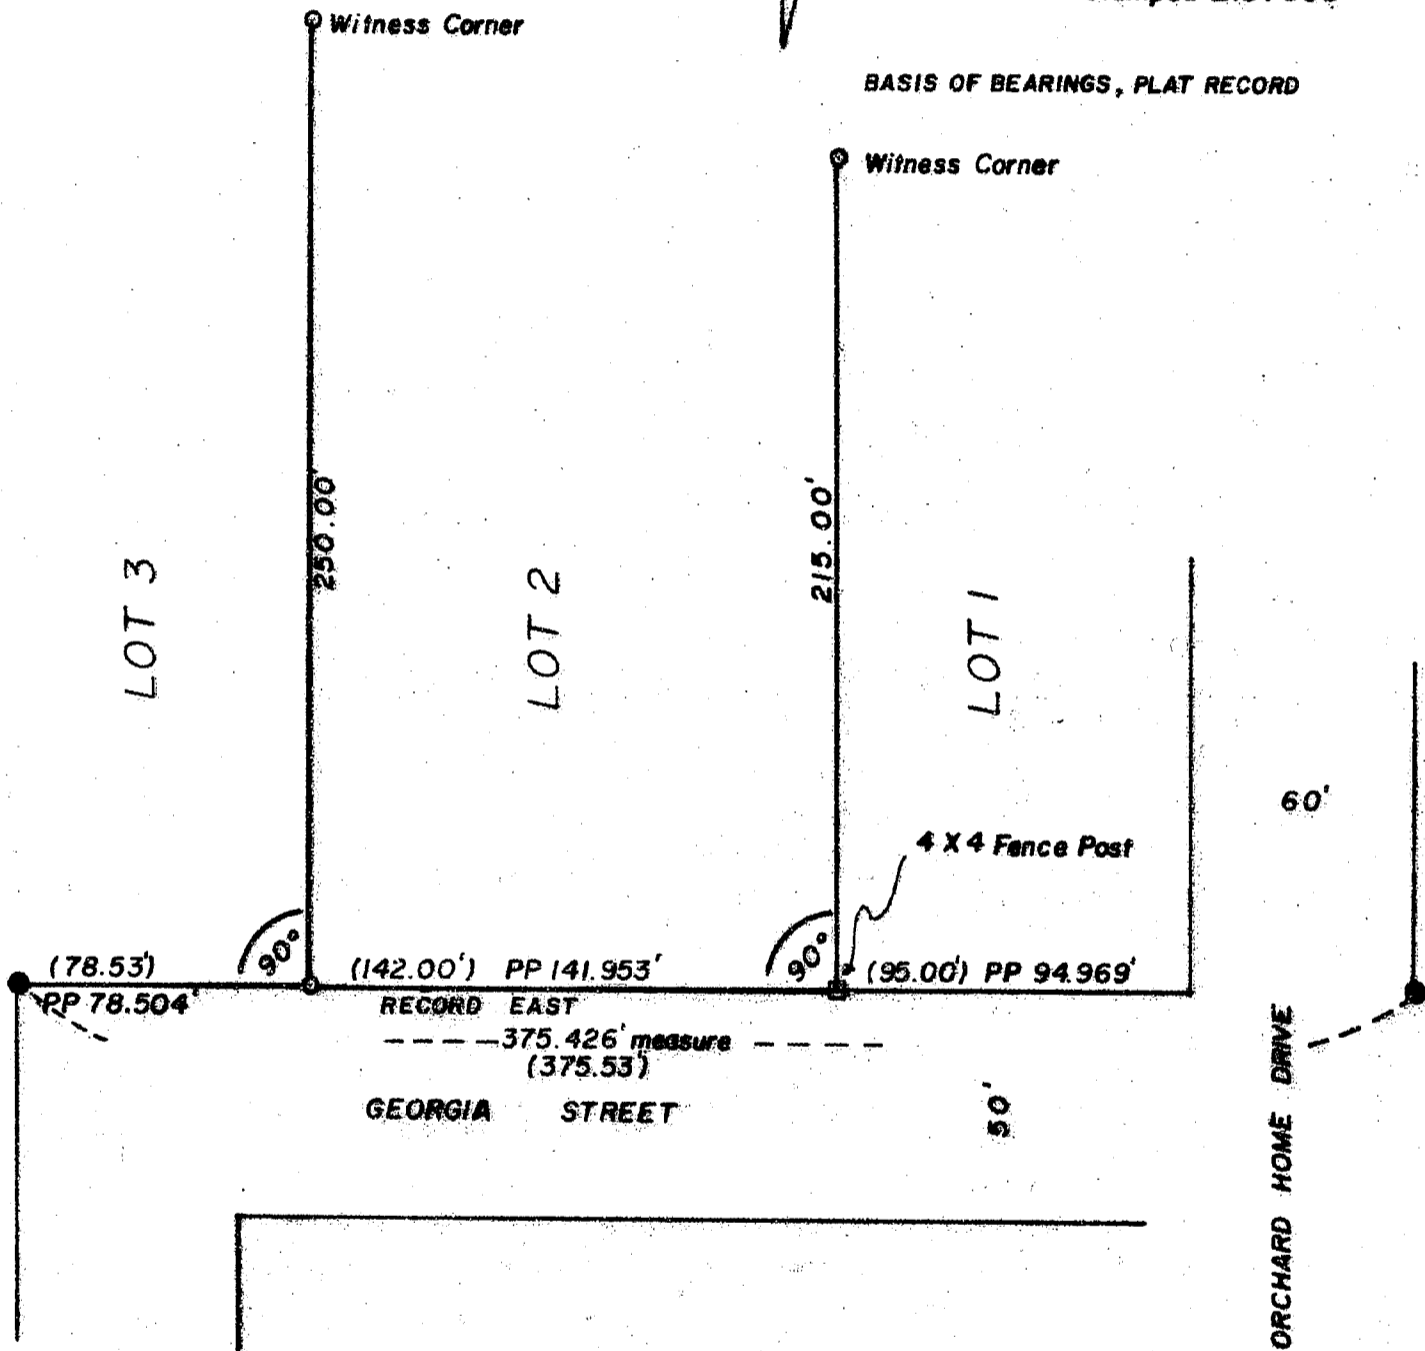 Witness Corner
BASIS OF BEARINGS, PLAT RECORD
Witness Corner
250.00'
215.00'
LOT 3
LOT 2
LOT 1
60'
4 X 4 Fence Post
90°
90°
(78.53') (142.00') PP 141.953' (95.00') PP 94.969'
PP 78.504' RECORD EAST
375.426' measure
(375.53')
GEORGIA STREET
50'
ORCHARD HOME DRIVE